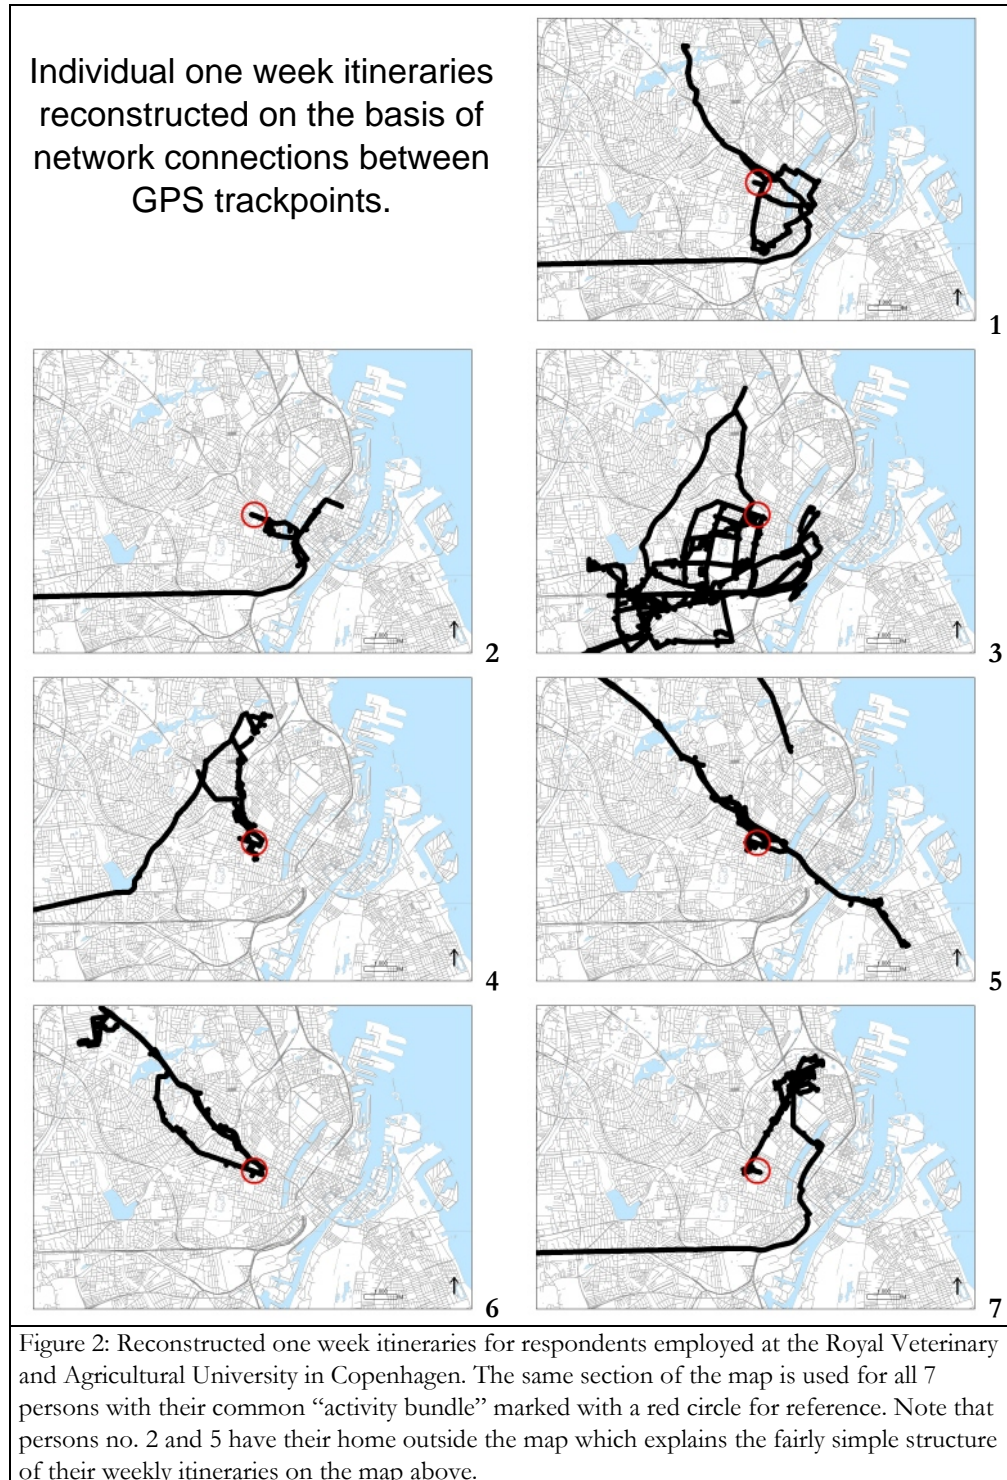 Individual one week itineraries
reconstructed on the basis of
network connections between
GPS trackpoints.
1
2
3
4
5
6
7
Figure 2: Reconstructed one week itineraries for respondents employed at the Royal Veterinary
and Agricultural University in Copenhagen. The same section of the map is used for all 7
persons with their common “activity bundle” marked with a red circle for reference. Note that
persons no. 2 and 5 have their home outside the map which explains the fairly simple structure
of their weekly itineraries on the map above.